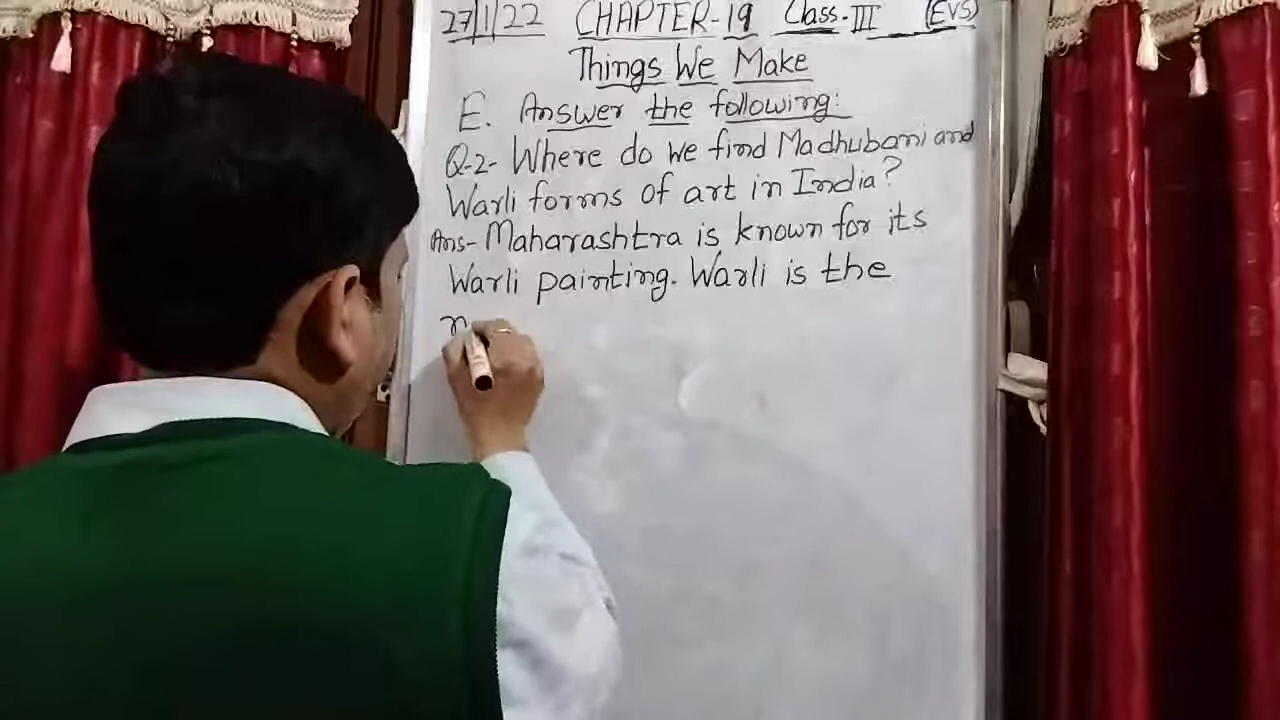 27/1/22 CHAPTER-19 Class-III (EVS)
Things We Make
E. Answer the following:
Q-2- Where do we find Madhubani and
Warli forms of art in India?
Ans- Maharashtra is known for its
Warli painting. Warli is the